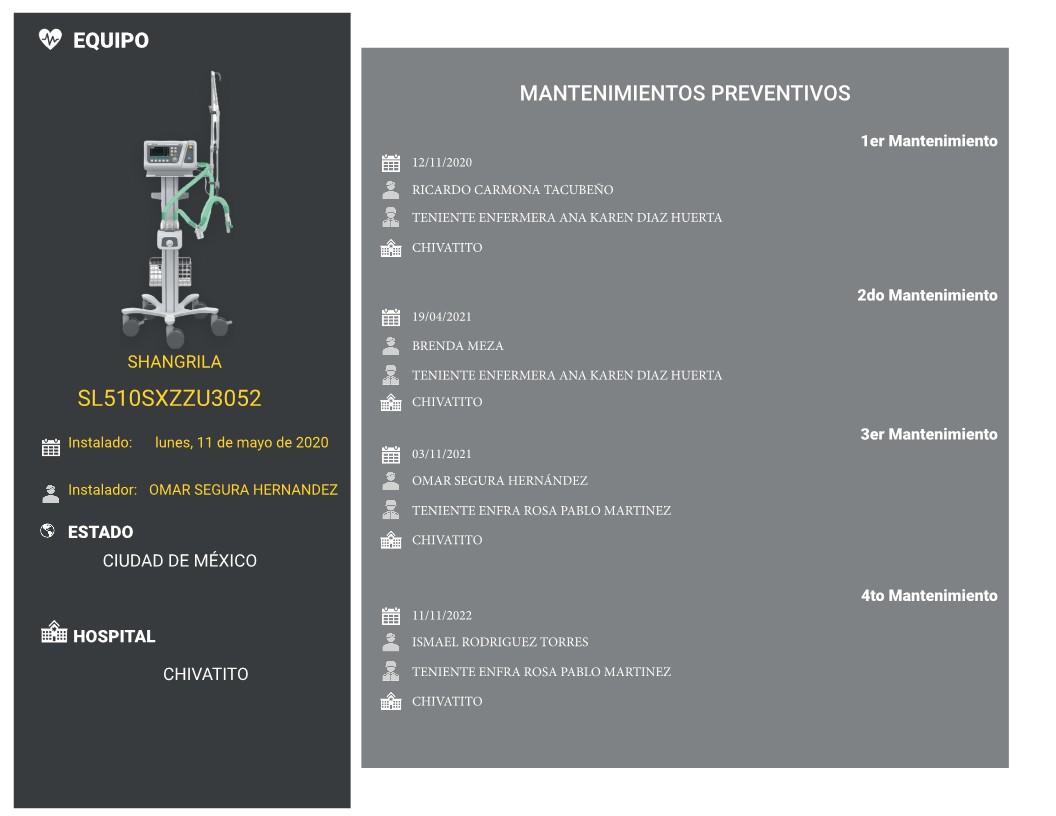 EQUIPO
SHANGRILA
SL510SXZZU3052
Instalado: lunes, 11 de mayo de 2020
Instalador: OMAR SEGURA HERNANDEZ
ESTADO
CIUDAD DE MÉXICO
HOSPITAL
CHIVATITO
MANTENIMIENTOS PREVENTIVOS
1er Mantenimiento
12/11/2020
RICARDO CARMONA TACUBEÑO
TENIENTE ENFERMERA ANA KAREN DIAZ HUERTA
CHIVATITO
2do Mantenimiento
19/04/2021
BRENDA MEZA
TENIENTE ENFERMERA ANA KAREN DIAZ HUERTA
CHIVATITO
3er Mantenimiento
03/11/2021
OMAR SEGURA HERNÁNDEZ
TENIENTE ENFRA ROSA PABLO MARTINEZ
CHIVATITO
4to Mantenimiento
11/11/2022
ISMAEL RODRIGUEZ TORRES
TENIENTE ENFRA ROSA PABLO MARTINEZ
CHIVATITO